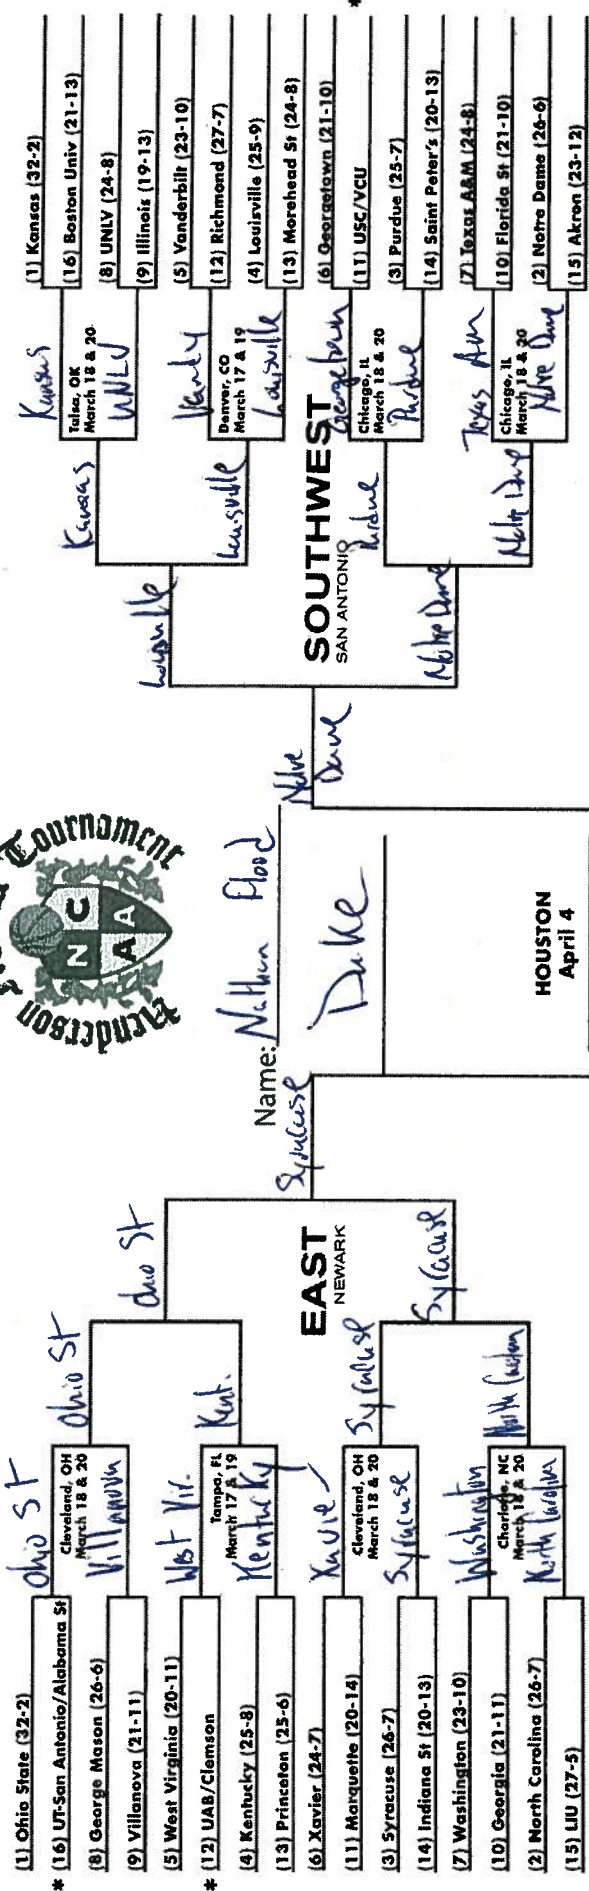 (1) Ohio State (32-2)
* (16) UT-San Antonio/Alabama St
(8) George Mason (26-6)
(9) Villanova (21-11)
(5) West Virginia (20-11)
* (12) UAB/Clemson
(4) Kentucky (25-8)
(13) Princeton (25-6)
(6) Xavier (24-7)
(11) Marquette (20-14)
(3) Syracuse (26-7)
(14) Indiana St (20-13)
(7) Washington (23-10)
(10) Georgia (21-11)
(2) North Carolina (26-7)
(15) LIU (27-5)
Ohio St
Cleveland, OH
March 18 & 20
Villanova
West Vir.
Tampa, FL
March 17 & 19
Kentucky
Xavier
Cleveland, OH
March 18 & 20
Syracuse
Washington
Charlotte, NC
March 18 & 20
North Carolina
Ohio St
Kent.
Syracuse
North Carolina
Ohio St
EAST
NEWARK
Syracuse
Syracuse
Henderson
Tournament
N C
A A
Name: Nathan Flood
Duke
HOUSTON
April 4
Notre
Dame
Louisville
SOUTHWEST
SAN ANTONIO
Notre Dame
Kansas
Louisville
Purdue
Notre Dame
Kansas
Tulsa, OK
March 18 & 20
UNLV
Vandy
Denver, CO
March 17 & 19
Louisville
Georgetown
Chicago, IL
March 18 & 20
Purdue
Texas Am
Chicago, IL
March 18 & 20
Notre Dame
(1) Kansas (32-2)
(16) Boston Univ (21-13)
(8) UNLV (24-8)
(9) Illinois (19-13)
(5) Vanderbilt (23-10)
(12) Richmond (27-7)
(4) Louisville (25-9)
(13) Morehead St (24-8)
(6) Georgetown (21-10)
(11) USC/VCU *
(3) Purdue (25-7)
(14) Saint Peter's (20-13)
(7) Texas A&M (24-8)
(10) Florida St (21-10)
(2) Notre Dame (26-6)
(15) Akron (23-12)